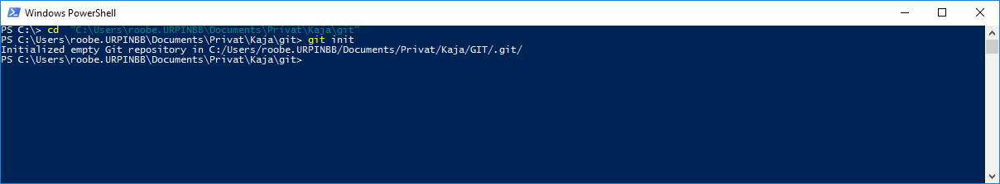 Windows PowerShell
PS C:\> cd  "C:\Users\roobe.URPINBB\Documents\Privat\Kaja\git"
PS C:\Users\roobe.URPINBB\Documents\Privat\Kaja\git> git init
Initialized empty Git repository in C:/Users/roobe.URPINBB/Documents/Privat/Kaja/GIT/.git/
PS C:\Users\roobe.URPINBB\Documents\Privat\Kaja\git>